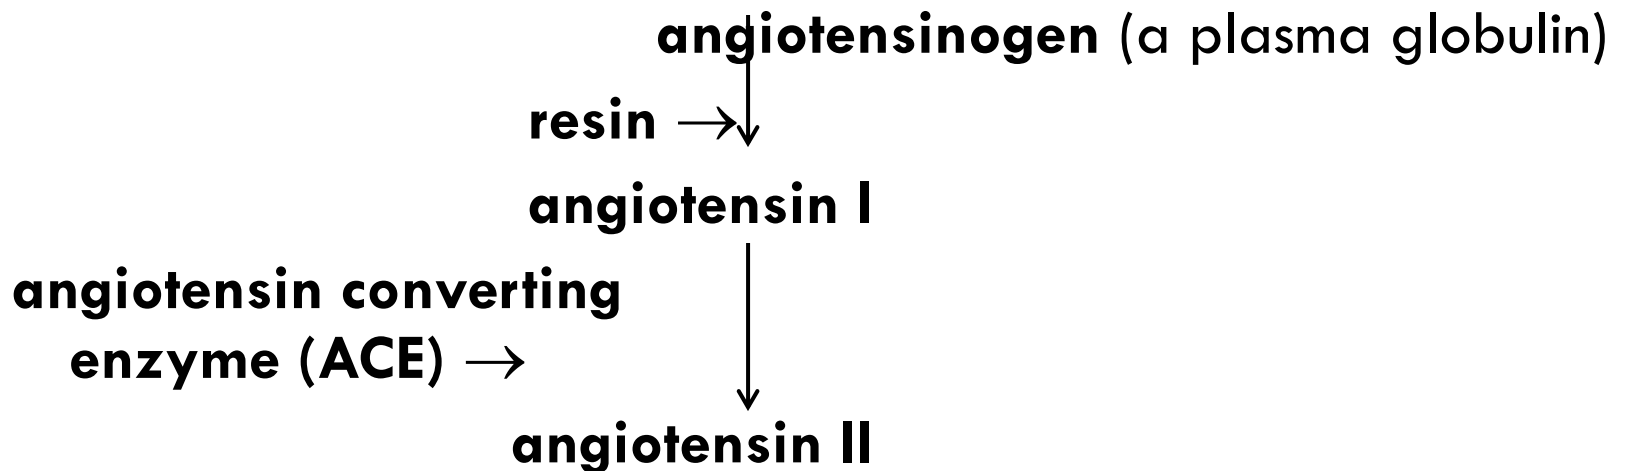 angiotensinogen (a plasma globulin)
resin →
angiotensin I
angiotensin converting
enzyme (ACE) →
angiotensin II